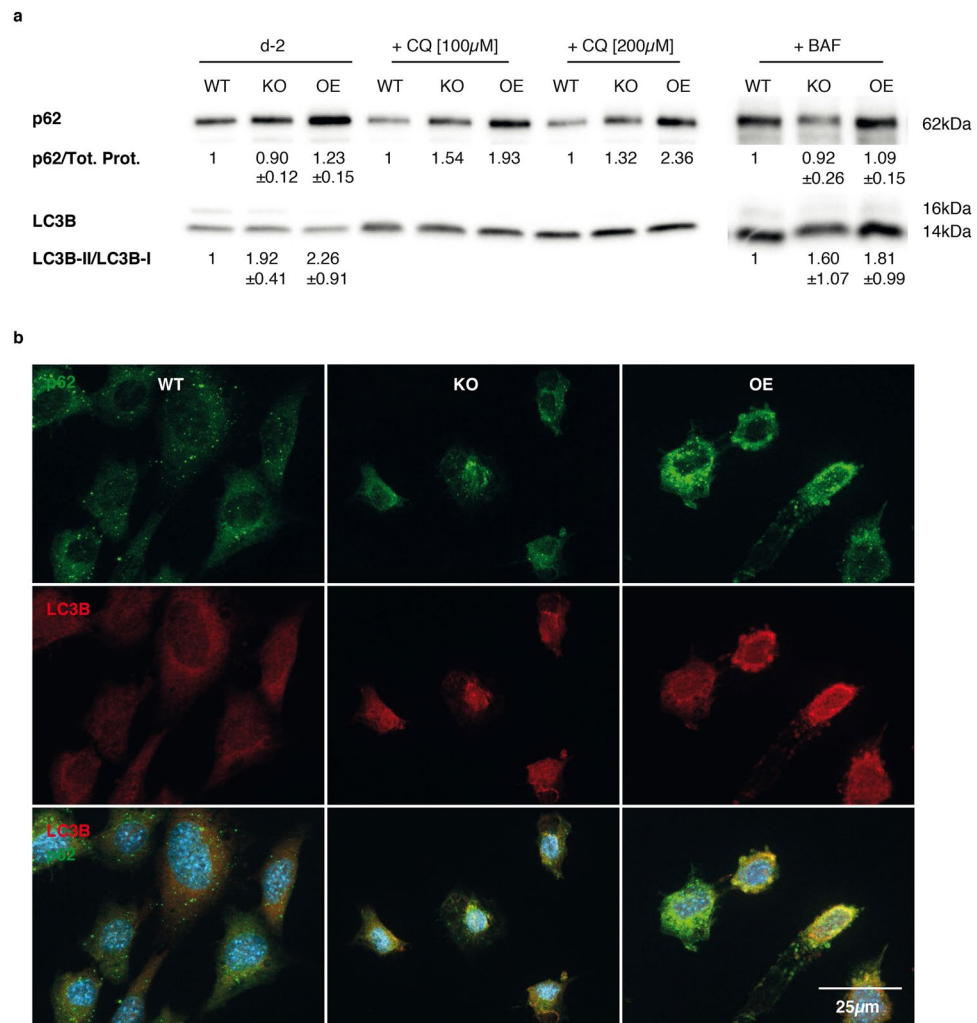 a
d-2 + CQ [100µM] + CQ [200µM] + BAF
WT KO OE WT KO OE WT KO OE WT KO OE
p62 62kDa
p62/Tot. Prot. 1 0.90 1.23 1 1.54 1.93 1 1.32 2.36 1 0.92 1.09
±0.12 ±0.15 ±0.26 ±0.15
16kDa
LC3B 14kDa
LC3B-II/LC3B-I 1 1.92 2.26 1 1.60 1.81
±0.41 ±0.91 ±1.07 ±0.99
b
p62 WT KO OE
LC3B
LC3B
p62
25µm